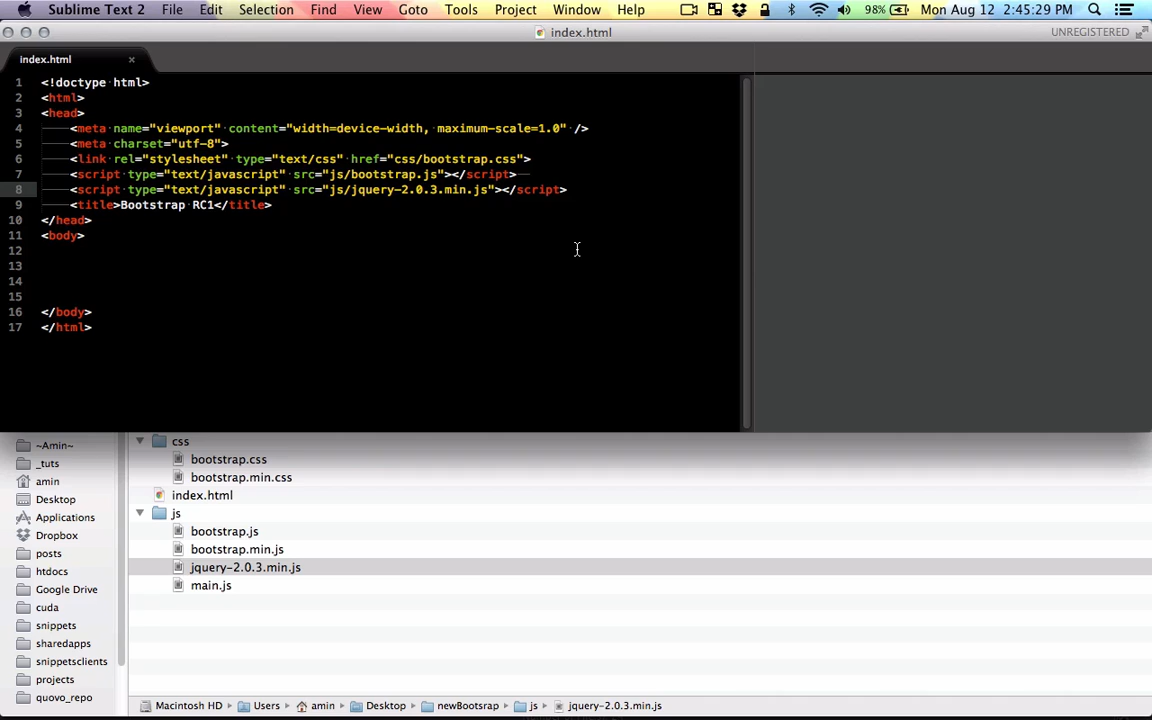 Sublime Text 2 File Edit Selection Find View Goto Tools Project Window Help 98% Mon Aug 12 2:45:29 PM
index.html UNREGISTERED
index.html ×
1 <!doctype html>
2 <html>
3 <head>
4 <meta name="viewport" content="width=device-width, maximum-scale=1.0" />
5 <meta charset="utf-8">
6 <link rel="stylesheet" type="text/css" href="css/bootstrap.css">
7 <script type="text/javascript" src="js/bootstrap.js"></script>
8 <script type="text/javascript" src="js/jquery-2.0.3.min.js"></script>
9 <title>Bootstrap RC1</title>
10 </head>
11 <body>
12
13
14
15
16 </body>
17 </html>
~Amin~
_tuts
amin
Desktop
Applications
Dropbox
posts
htdocs
Google Drive
cuda
snippets
sharedapps
snippetsclients
projects
quovo_repo
css
bootstrap.css
bootstrap.min.css
index.html
js
bootstrap.js
bootstrap.min.js
jquery-2.0.3.min.js
main.js
Macintosh HD ▸ Users ▸ amin ▸ Desktop ▸ newBootsrap ▸ js ▸ jquery-2.0.3.min.js